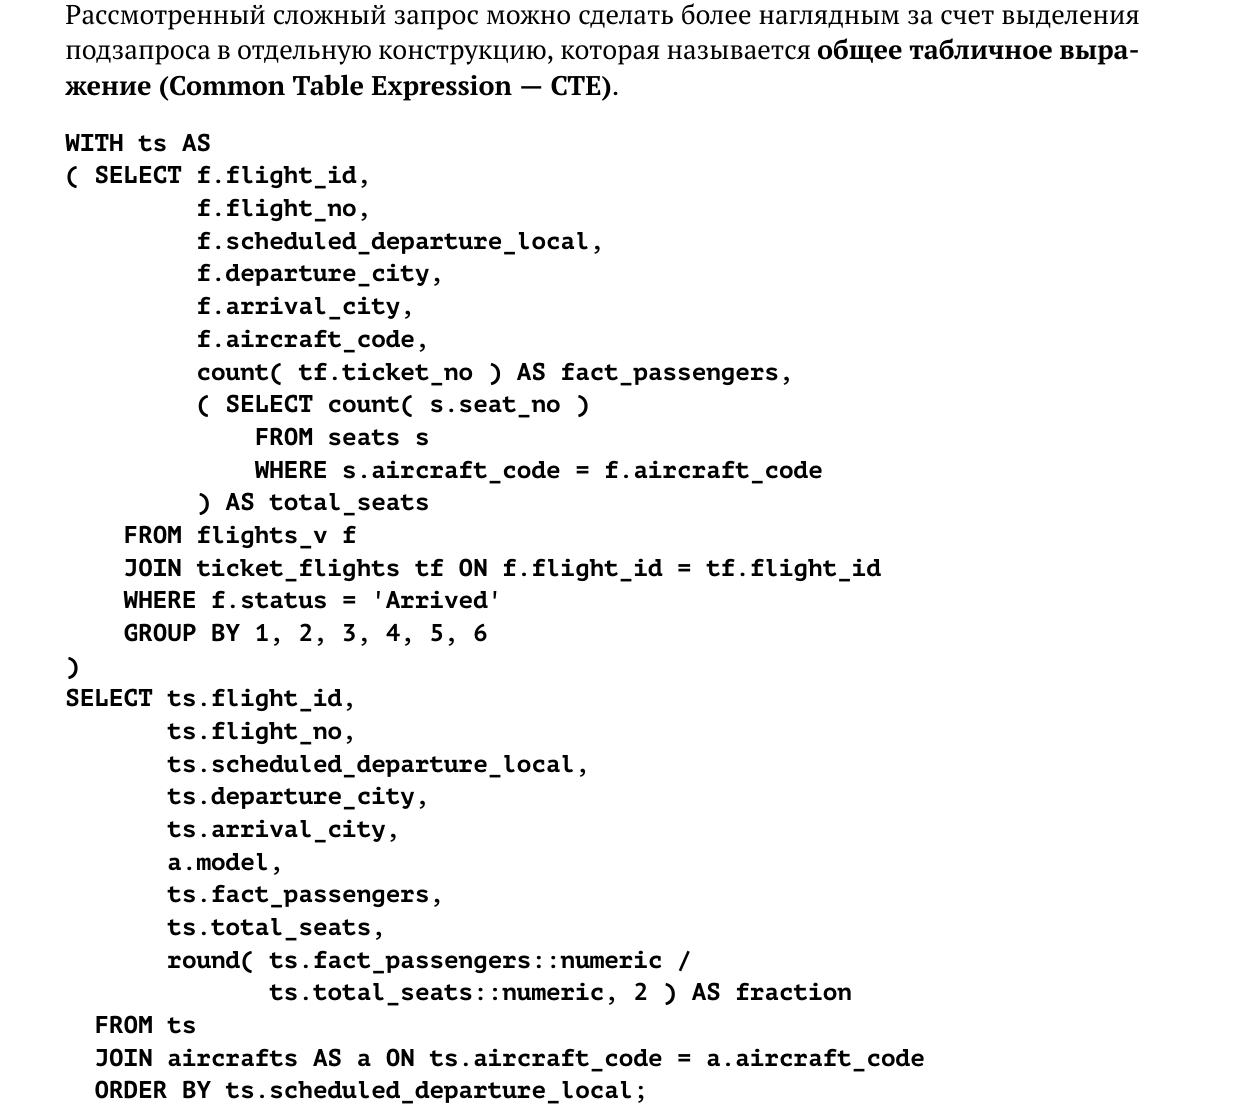 Рассмотренный сложный запрос можно сделать более наглядным за счет выделения
подзапроса в отдельную конструкцию, которая называется общее табличное выра-
жение (Common Table Expression — CTE).
WITH ts AS
( SELECT f.flight_id,
f.flight_no,
f.scheduled_departure_local,
f.departure_city,
f.arrival_city,
f.aircraft_code,
count( tf.ticket_no ) AS fact_passengers,
( SELECT count( s.seat_no )
FROM seats s
WHERE s.aircraft_code = f.aircraft_code
) AS total_seats
FROM flights_v f
JOIN ticket_flights tf ON f.flight_id = tf.flight_id
WHERE f.status = 'Arrived'
GROUP BY 1, 2, 3, 4, 5, 6
)
SELECT ts.flight_id,
ts.flight_no,
ts.scheduled_departure_local,
ts.departure_city,
ts.arrival_city,
a.model,
ts.fact_passengers,
ts.total_seats,
round( ts.fact_passengers::numeric /
ts.total_seats::numeric, 2 ) AS fraction
FROM ts
JOIN aircrafts AS a ON ts.aircraft_code = a.aircraft_code
ORDER BY ts.scheduled_departure_local;